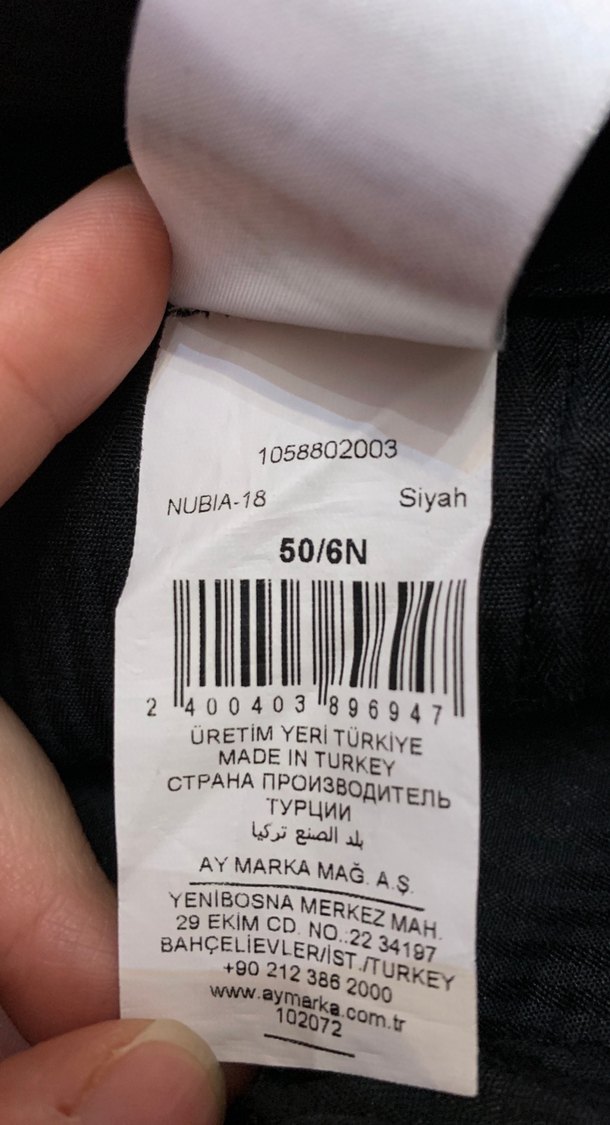 1058802003
NUBIA-18 Siyah
50/6N
2 400403 896947
ÜRETİM YERİ TÜRKİYE
MADE IN TURKEY
СТРАНА ПРОИЗВОДИТЕЛЬ
ТУРЦИИ
بلد الصنع تركيا
AY MARKA MAĞ. A.Ş.
YENİBOSNA MERKEZ MAH.
29 EKİM CD. NO.:22 34197
BAHÇELİEVLER/İST./TURKEY
+90 212 386 2000
www.aymarka.com.tr
102072